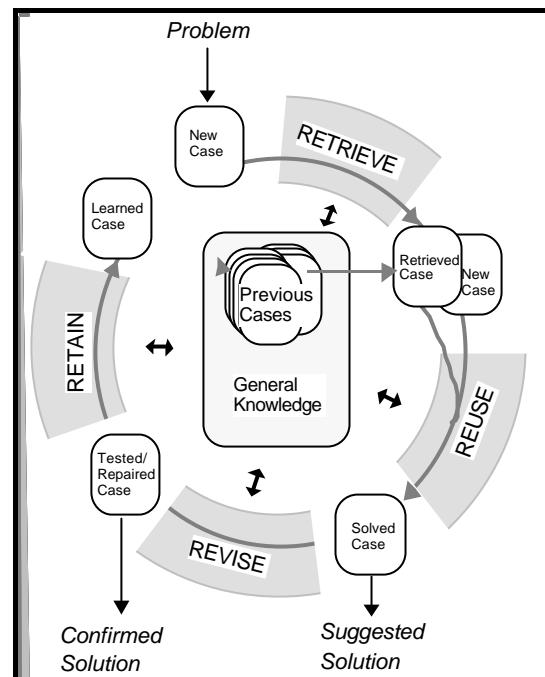 Problem
New
Case
RETRIEVE
Learned
Case
Retrieved
Case
New
Case
Previous
Cases
General
Knowledge
RETAIN
REUSE
Tested/
Repaired
Case
REVISE
Solved
Case
Confirmed
Solution
Suggested
Solution